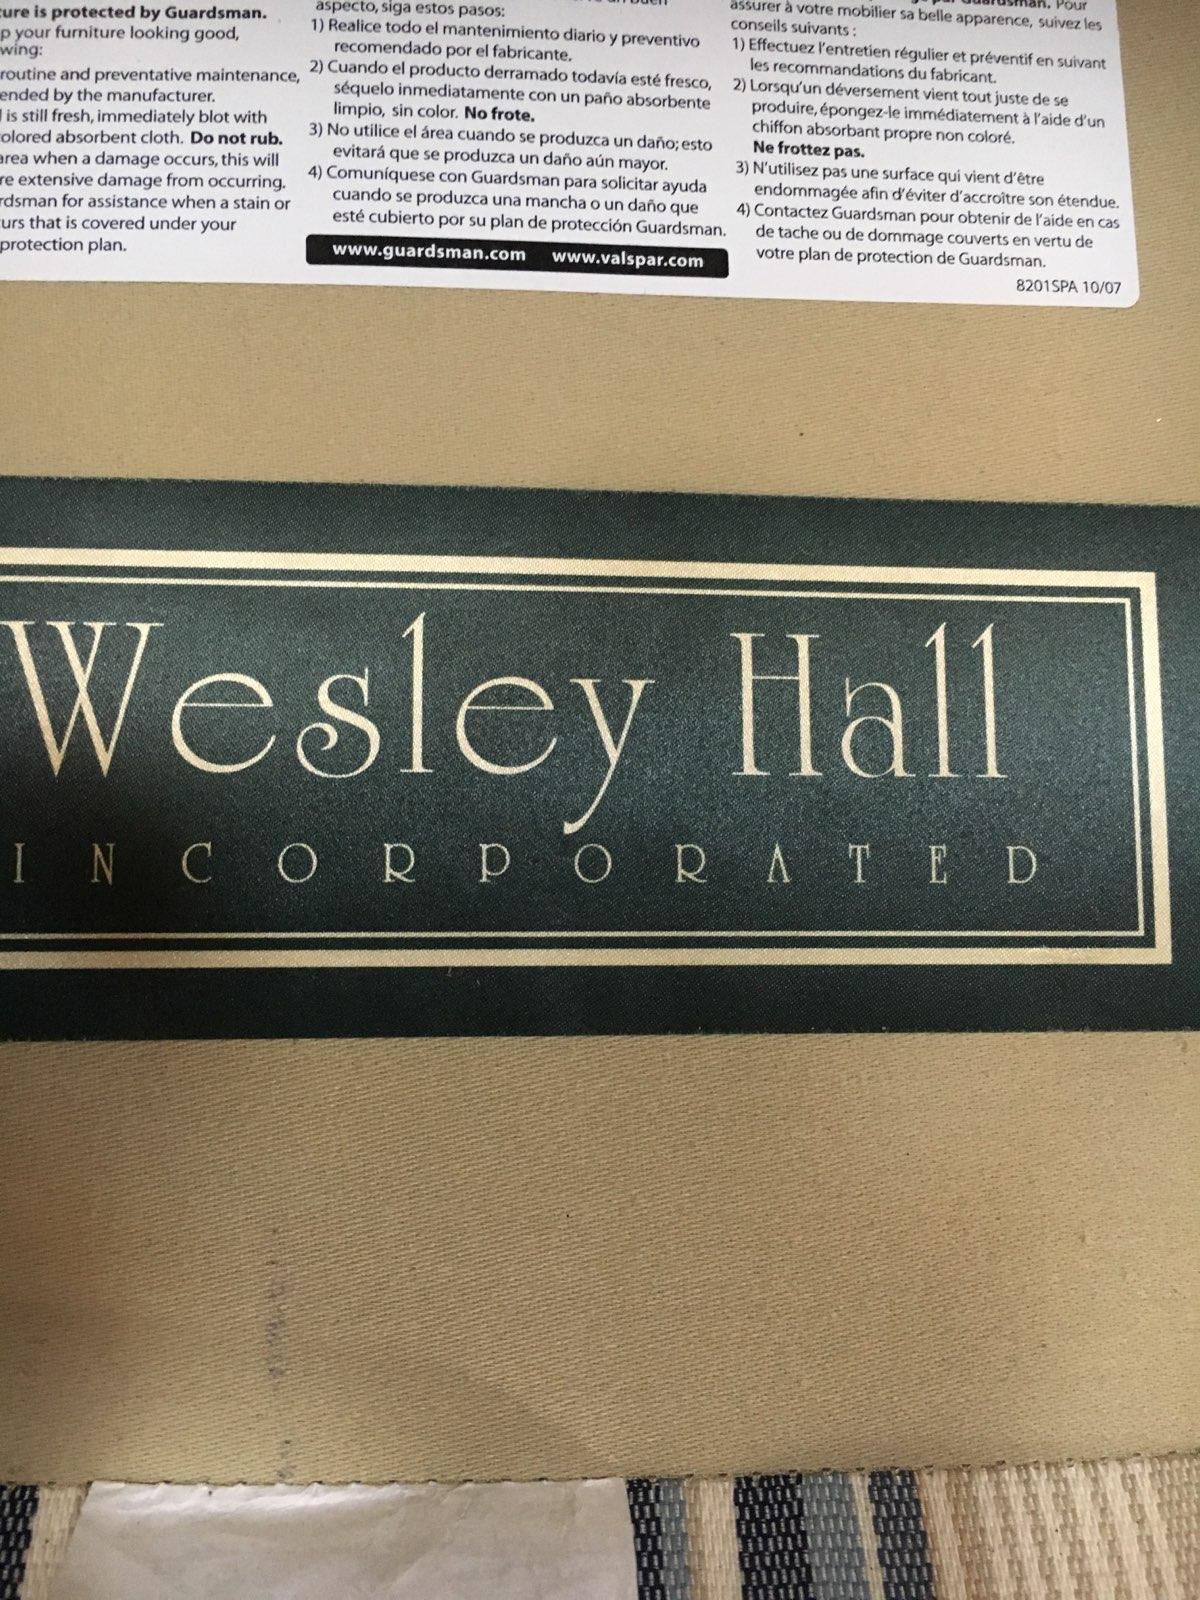 ture is protected by Guardsman.
p your furniture looking good,
wing:
routine and preventative maintenance,
ended by the manufacturer.
l is still fresh, immediately blot with
olored absorbent cloth. Do not rub.
area when a damage occurs, this will
re extensive damage from occurring.
rdsman for assistance when a stain or
urs that is covered under your
protection plan.
aspecto, siga estos pasos:
1) Realice todo el mantenimiento diario y preventivo
recomendado por el fabricante.
2) Cuando el producto derramado todavía esté fresco,
séquelo inmediatamente con un paño absorbente
limpio, sin color. No frote.
3) No utilice el área cuando se produzca un daño; esto
evitará que se produzca un daño aún mayor.
4) Comuníquese con Guardsman para solicitar ayuda
cuando se produzca una mancha o un daño que
esté cubierto por su plan de protección Guardsman.
www.guardsman.com www.valspar.com
Guardsman. Pour
assurer à votre mobilier sa belle apparence, suivez les
conseils suivants :
1) Effectuez l'entretien régulier et préventif en suivant
les recommandations du fabricant.
2) Lorsqu'un déversement vient tout juste de se
produire, épongez-le immédiatement à l'aide d'un
chiffon absorbant propre non coloré.
Ne frottez pas.
3) N'utilisez pas une surface qui vient d'être
endommagée afin d'éviter d'accroître son étendue.
4) Contactez Guardsman pour obtenir de l'aide en cas
de tache ou de dommage couverts en vertu de
votre plan de protection de Guardsman.
8201SPA 10/07
Wesley Hall
INCORPORATED